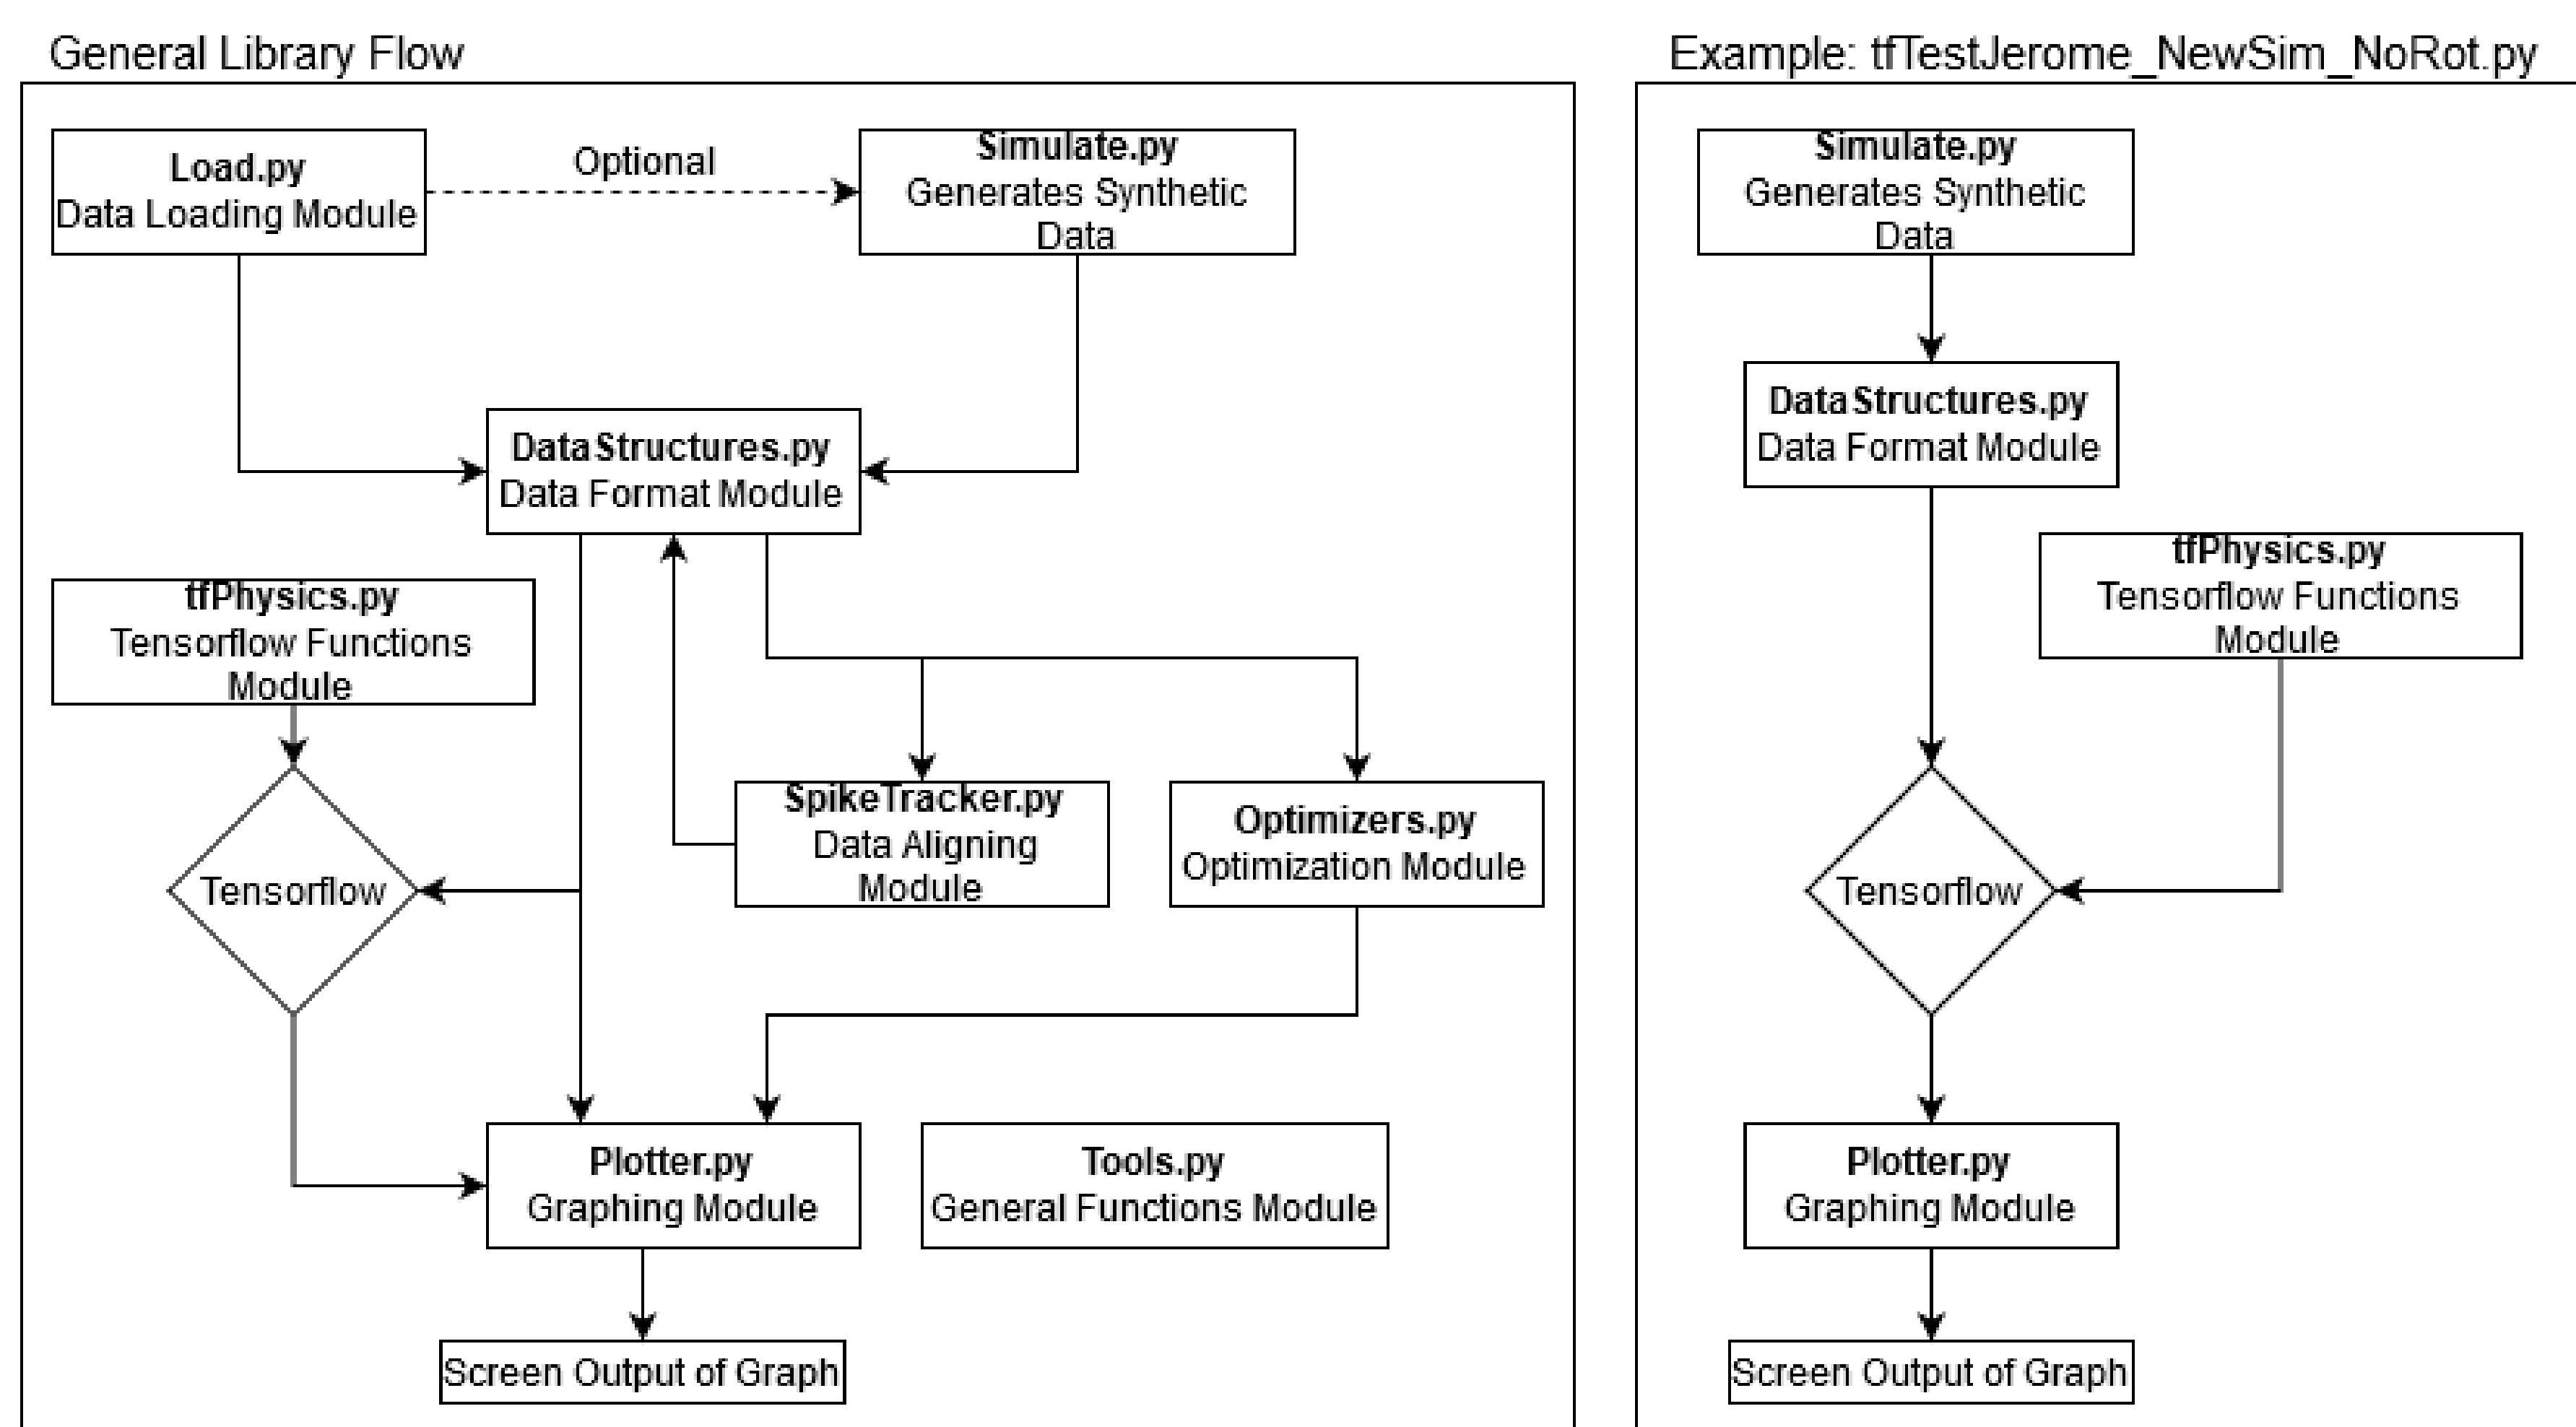 General Library Flow
Load.py
Data Loading Module
Optional
Simulate.py
Generates Synthetic
Data
DataStructures.py
Data Format Module
tfPhysics.py
Tensorflow Functions
Module
Tensorflow
SpikeTracker.py
Data Aligning
Module
Optimizers.py
Optimization Module
Plotter.py
Graphing Module
Tools.py
General Functions Module
Screen Output of Graph
Example: tfTestJerome_NewSim_NoRot.py
Simulate.py
Generates Synthetic
Data
DataStructures.py
Data Format Module
tfPhysics.py
Tensorflow Functions
Module
Tensorflow
Plotter.py
Graphing Module
Screen Output of Graph